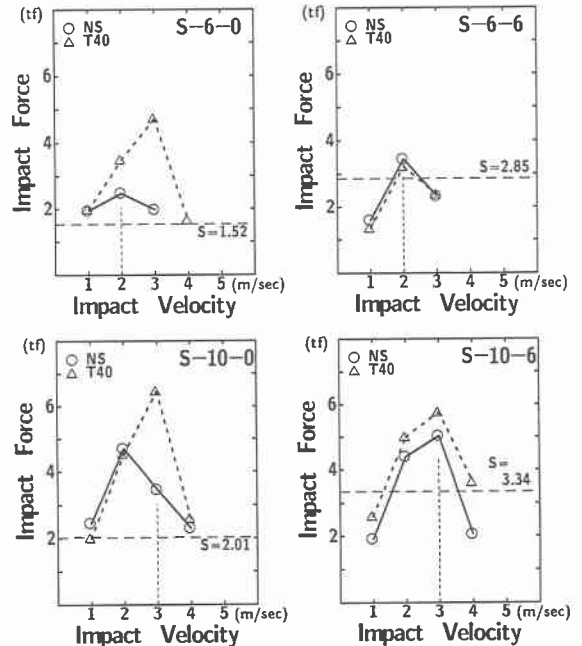 (tf)
S-6-0
NS
T40
6
4
2
S=1.52
1 2 3 4 5 (m/sec)
Impact Force
Impact Velocity
(tf)
S-6-6
NS
T40
6
4
2
S=2.85
1 2 3 4 5 (m/sec)
Impact Force
Impact Velocity
(tf)
S-10-0
NS
T40
6
4
2
S=2.01
1 2 3 4 5 (m/sec)
Impact Force
Impact Velocity
(tf)
S-10-6
NS
T40
6
4
2
S=
3.34
1 2 3 4 5 (m/sec)
Impact Force
Impact Velocity